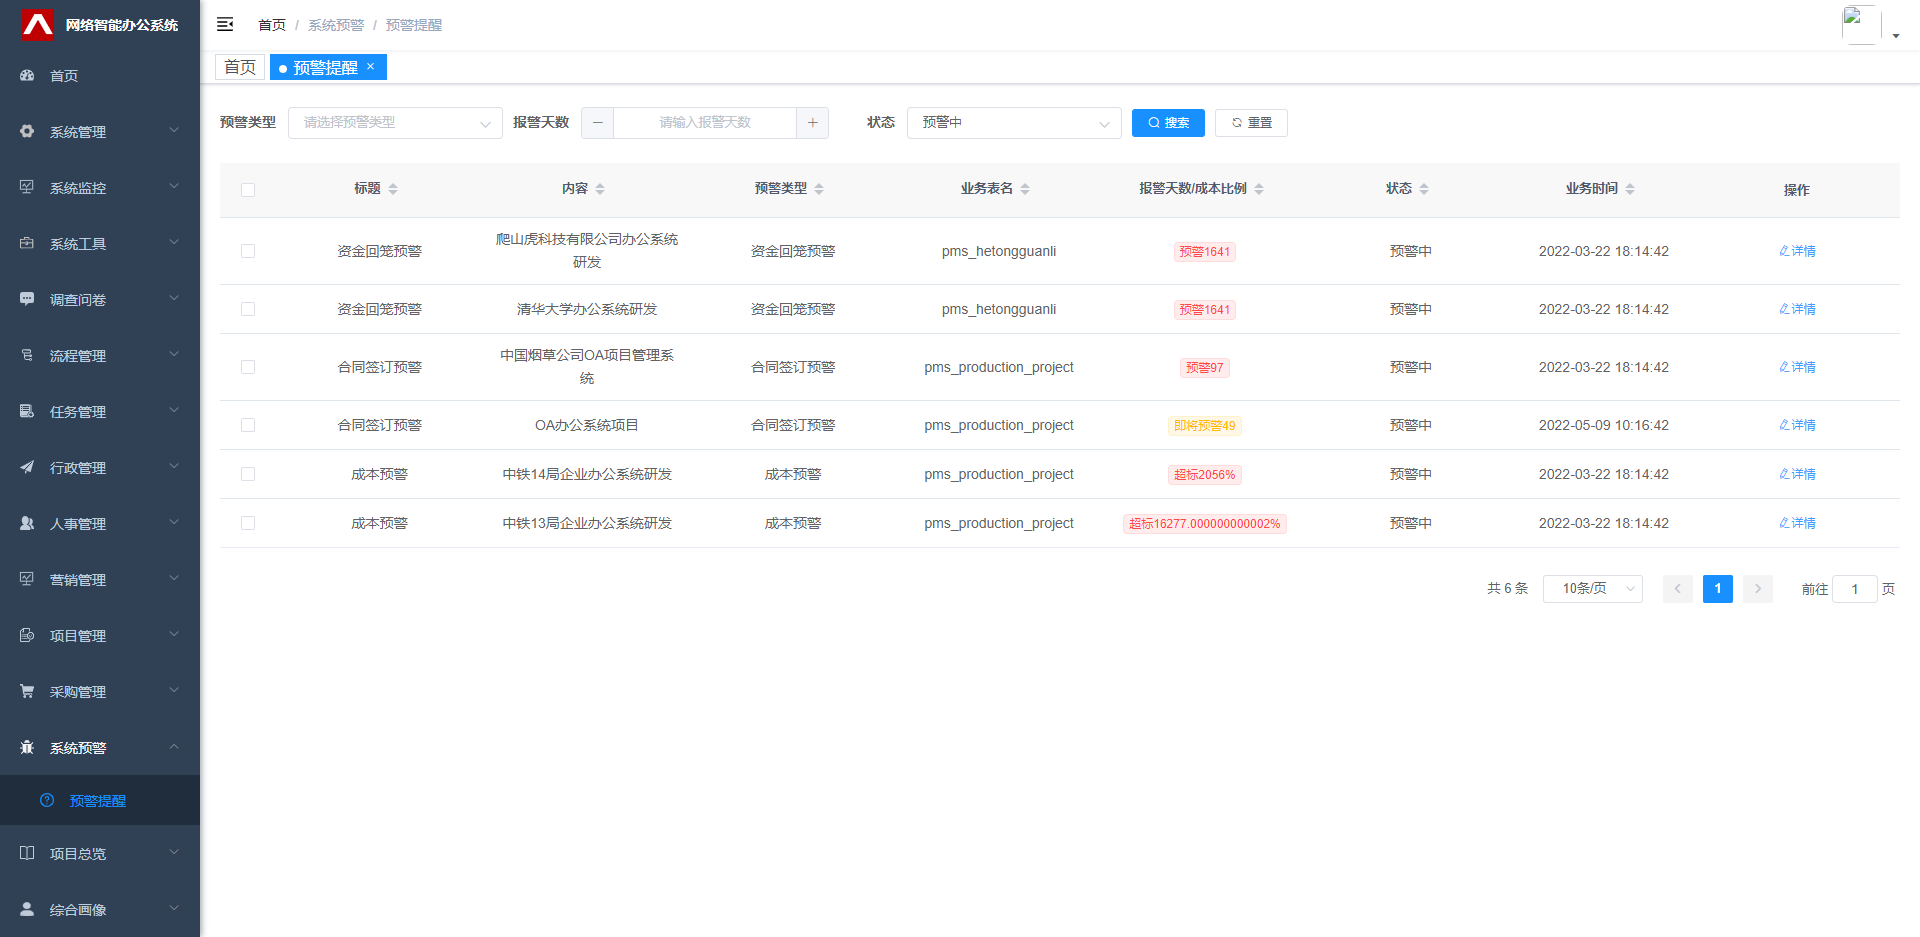 网络智能办公系统
首页 / 系统预警 / 预警提醒
首页
预警提醒 ×
首页
系统管理
系统监控
系统工具
调查问卷
流程管理
任务管理
行政管理
人事管理
营销管理
项目管理
采购管理
系统预警
预警提醒
项目总览
综合画像
预警类型 请选择预警类型 报警天数 请输入报警天数 状态 预警中 搜索 重置
标题 内容 预警类型 业务表名 报警天数/成本比例 状态 业务时间 操作
资金回笼预警 爬山虎科技有限公司办公系统
研发 资金回笼预警 pms_hetongguanli 预警1641 预警中 2022-03-22 18:14:42 详情
资金回笼预警 清华大学办公系统研发 资金回笼预警 pms_hetongguanli 预警1641 预警中 2022-03-22 18:14:42 详情
合同签订预警 中国烟草公司OA项目管理系
统 合同签订预警 pms_production_project 预警97 预警中 2022-03-22 18:14:42 详情
合同签订预警 OA办公系统项目 合同签订预警 pms_production_project 即将预警49 预警中 2022-05-09 10:16:42 详情
成本预警 中铁14局企业办公系统研发 成本预警 pms_production_project 超标2056% 预警中 2022-03-22 18:14:42 详情
成本预警 中铁13局企业办公系统研发 成本预警 pms_production_project 超标16277.000000000002% 预警中 2022-03-22 18:14:42 详情
共 6 条 10条/页 1 前往 1 页